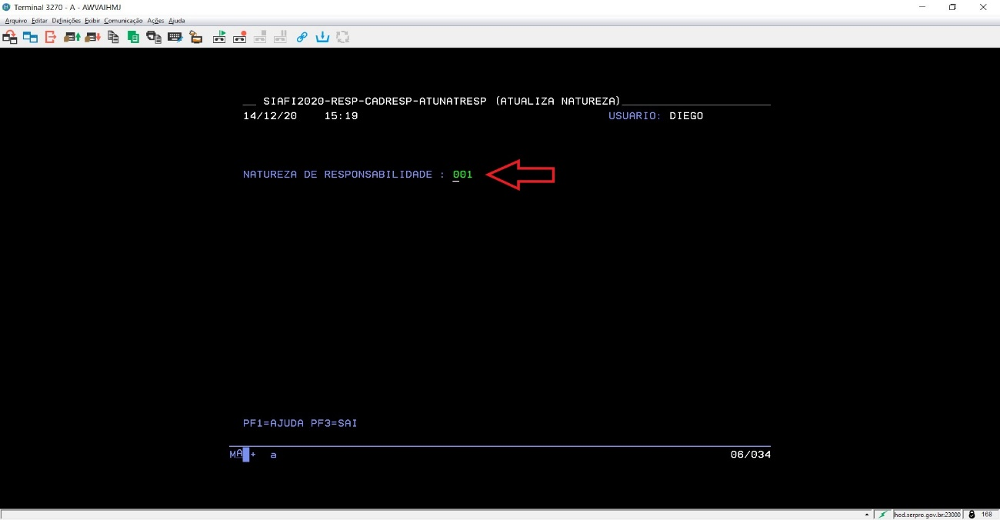 Terminal 3270 - A - AWVAIHMJ
Arquivo Editar Definições Exibir Comunicação Ações Ajuda
__ SIAFI2020-RESP-CADRESP-ATUNATRESP (ATUALIZA NATUREZA)______________________
14/12/20 15:19 USUARIO: DIEGO
NATUREZA DE RESPONSABILIDADE : 001
PF1=AJUDA PF3=SAI
MA + a 06/034
hod.serpro.gov.br:23000 168